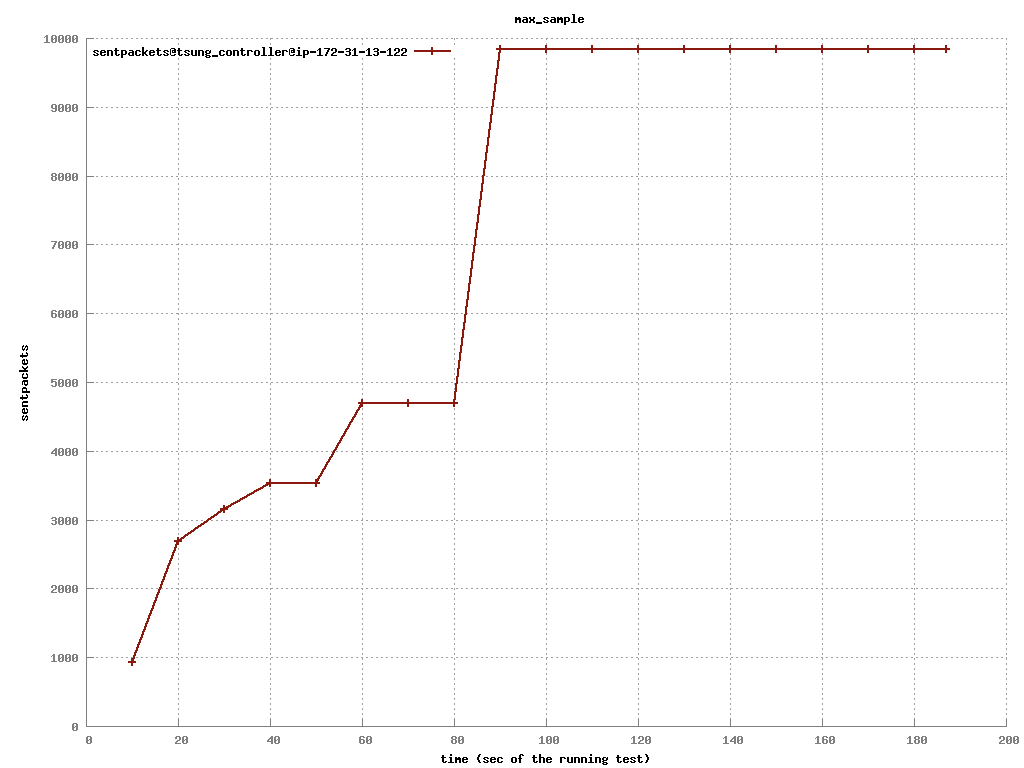 max_sample
sentpackets@tsung_controller@ip-172-31-13-122
10000
9000
8000
7000
6000
5000
4000
3000
2000
1000
0
sentpackets
0 20 40 60 80 100 120 140 160 180 200
time (sec of the running test)